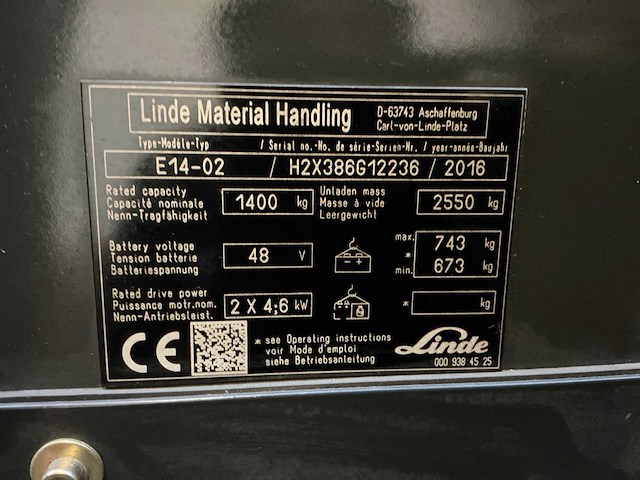 Linde Material Handling
D-63743 Aschaffenburg
Carl-von-Linde-Platz
Type-Modèle-Typ / Serial no.-No. de série-Serien-Nr. / year-année-Baujahr
E14-02 / H2X386G12236 / 2016
Rated capacity
Capacité nominale
Nenn-Tragfähigkeit
1400 kg
Unladen mass
Masse à vide
Leergewicht
2550 kg
Battery voltage
Tension batterie
Batteriespannung
48 V
max. 743 kg
*
min. 673 kg
Rated drive power
Puissance motr.nom.
Nenn-Antriebsleist.
2 X 4,6 kW
* kg
CE
* see Operating instructions
voir Mode d'emploi
siehe Betriebsanleitung
Linde
000 938 45 25